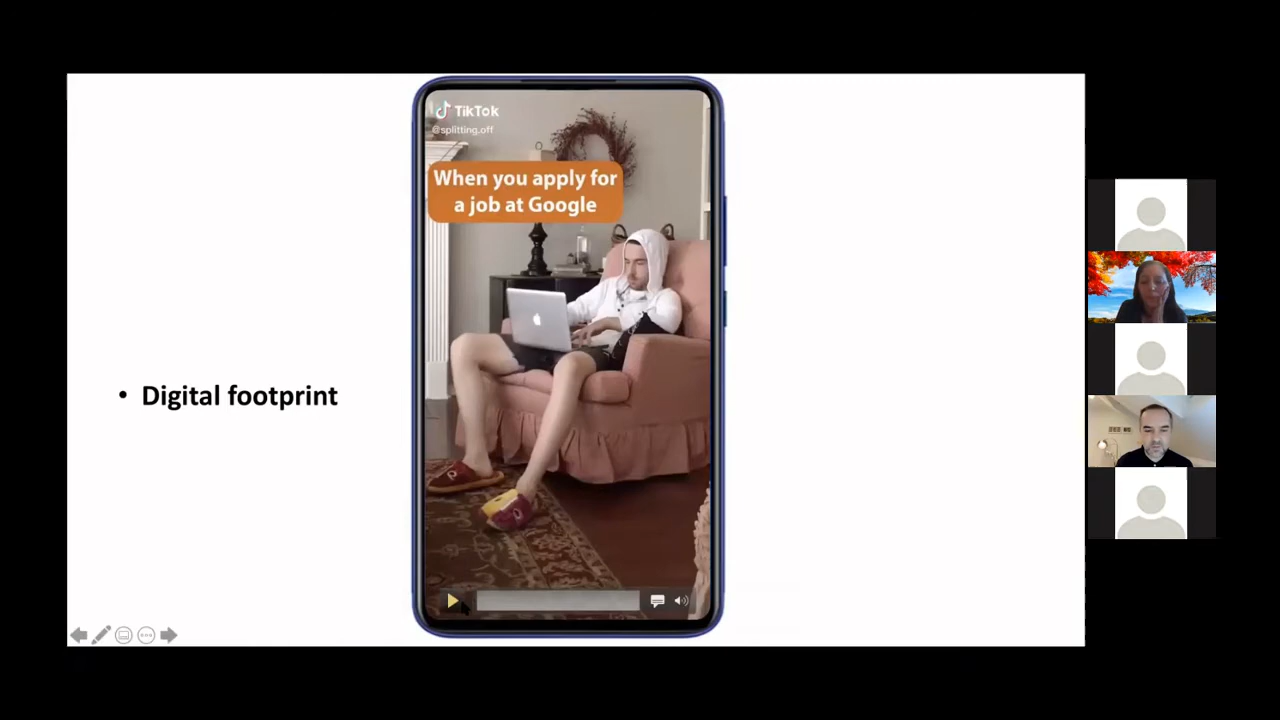 TikTok
@splitting.off
When you apply for
a job at Google
• Digital footprint